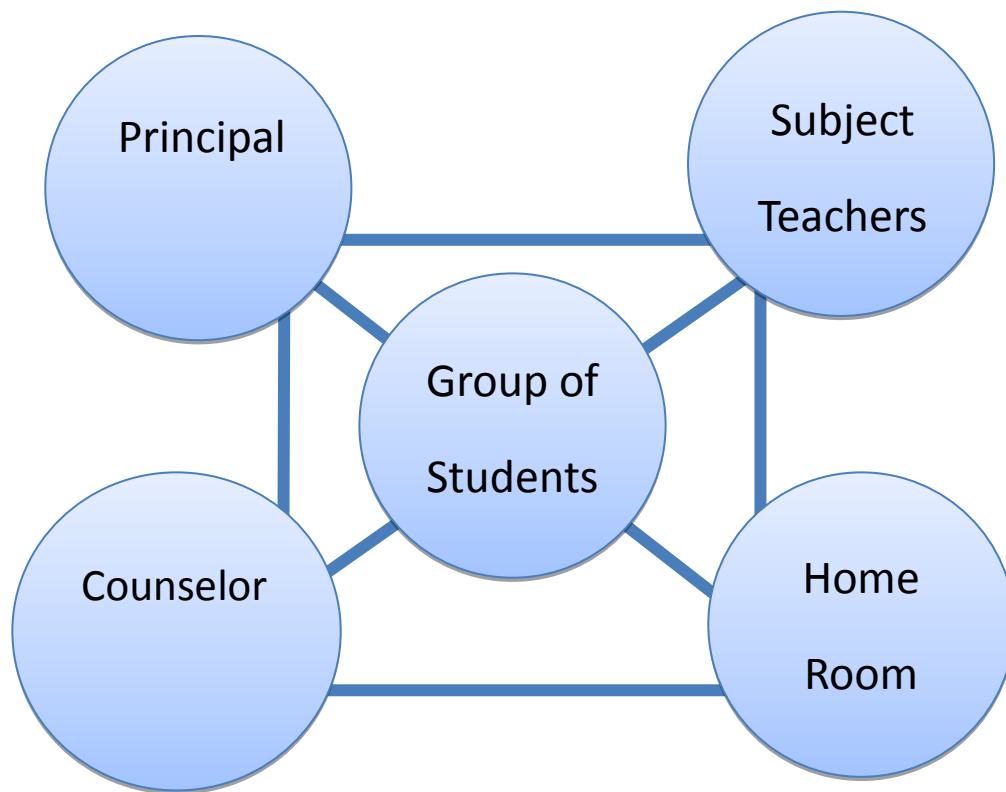 Principal
Subject
Teachers
Group of
Students
Counselor
Home
Room